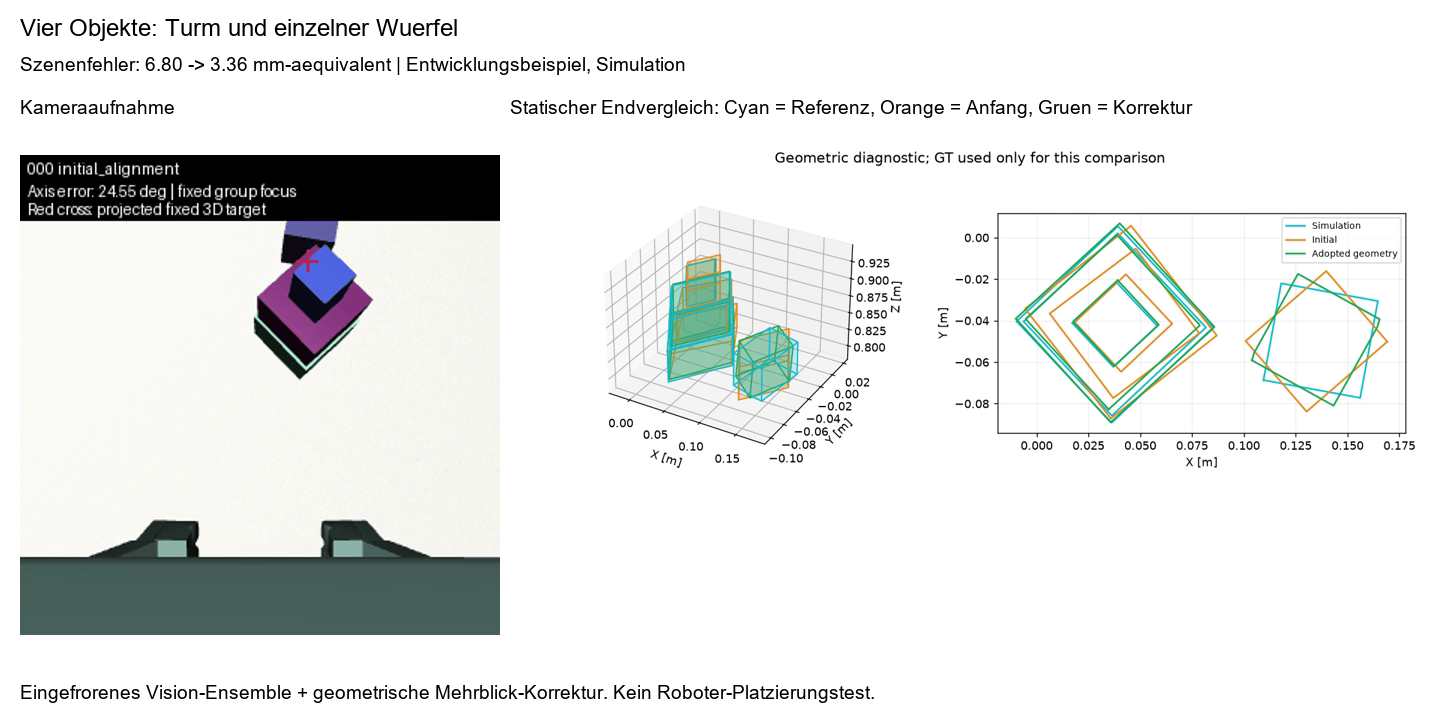 Vier Objekte: Turm und einzelner Wuerfel
Szenenfehler: 6.80 -> 3.36 mm-aequivalent | Entwicklungsbeispiel, Simulation
Kameraaufnahme
Statischer Endvergleich: Cyan = Referenz, Orange = Anfang, Gruen = Korrektur
000 initial_alignment
Axis error: 24.55 deg | fixed group focus
Red cross: projected fixed 3D target
Geometric diagnostic; GT used only for this comparison
0.925
0.900
0.875
0.850
0.825
0.800
Z [m]
0.02
0.00
−0.02
−0.04
−0.06
−0.08
−0.10
Y [m]
0.00
0.05
0.10
0.15
X [m]
Simulation
Initial
Adopted geometry
0.00
−0.02
−0.04
−0.06
−0.08
Y [m]
0.000
0.025
0.050
0.075
0.100
0.125
0.150
0.175
X [m]
Eingefrorenes Vision-Ensemble + geometrische Mehrblick-Korrektur. Kein Roboter-Platzierungstest.